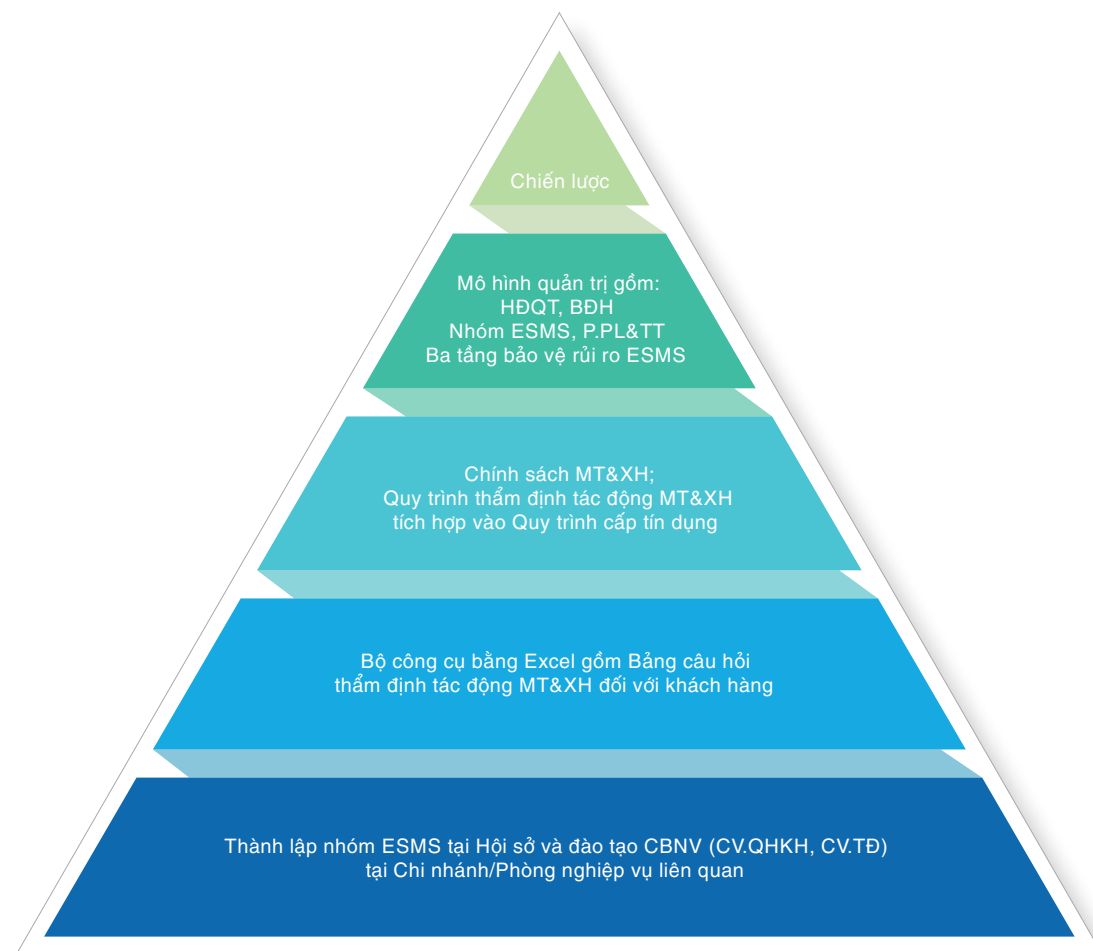 Chiến lược
Mô hình quản trị gồm:
HĐQT, BĐH
Nhóm ESMS, P.PL&TT
Ba tầng bảo vệ rủi ro ESMS
Chính sách MT&XH;
Quy trình thẩm định tác động MT&XH
tích hợp vào Quy trình cấp tín dụng
Bộ công cụ bằng Excel gồm Bảng câu hỏi
thẩm định tác động MT&XH đối với khách hàng
Thành lập nhóm ESMS tại Hội sở và đào tạo CBNV (CV.QHKH, CV.TĐ)
tại Chi nhánh/Phòng nghiệp vụ liên quan